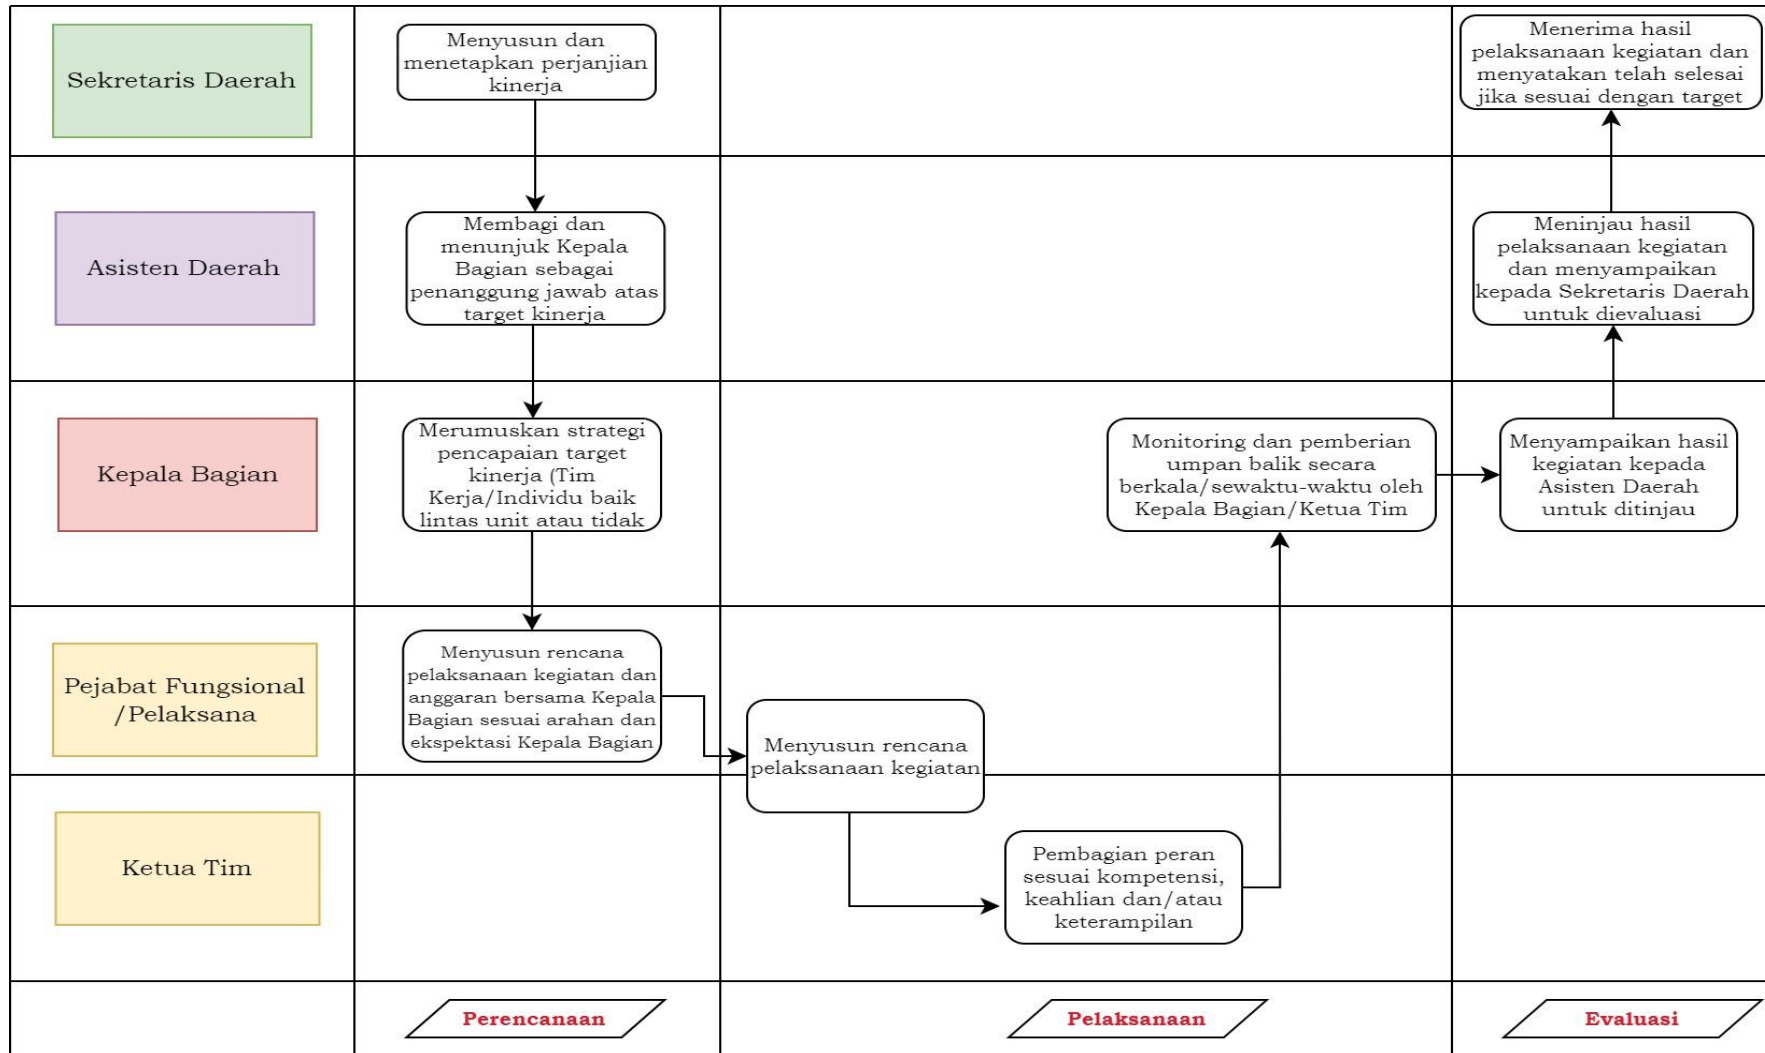 Sekretaris Daerah
Menyusun dan
menetapkan perjanjian
kinerja
Menerima hasil
pelaksanaan kegiatan dan
menyatakan telah selesai
jika sesuai dengan target
Asisten Daerah
Membagi dan
menunjuk Kepala
Bagian sebagai
penanggung jawab atas
target kinerja
Meninjau hasil
pelaksanaan kegiatan
dan menyampaikan
kepada Sekretaris Daerah
untuk dievaluasi
Kepala Bagian
Merumuskan strategi
pencapaian target
kinerja (Tim
Kerja/Individu baik
lintas unit atau tidak
Monitoring dan pemberian
umpan balik secara
berkala/sewaktu-waktu oleh
Kepala Bagian/Ketua Tim
Menyampaikan hasil
kegiatan kepada
Asisten Daerah
untuk ditinjau
Pejabat Fungsional
/Pelaksana
Menyusun rencana
pelaksanaan kegiatan dan
anggaran bersama Kepala
Bagian sesuai arahan dan
ekspektasi Kepala Bagian
Menyusun rencana
pelaksanaan kegiatan
Ketua Tim
Pembagian peran
sesuai kompetensi,
keahlian dan/atau
keterampilan
Perencanaan
Pelaksanaan
Evaluasi